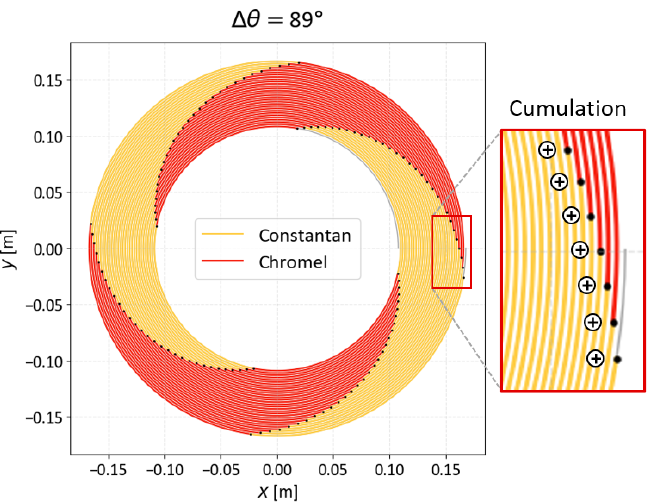 Δθ = 89°
Cumulation
0.15
0.10
0.05
0.00
−0.05
−0.10
−0.15
y [m]
Constantan
Chromel
−0.15 −0.10 −0.05 0.00 0.05 0.10 0.15
x [m]